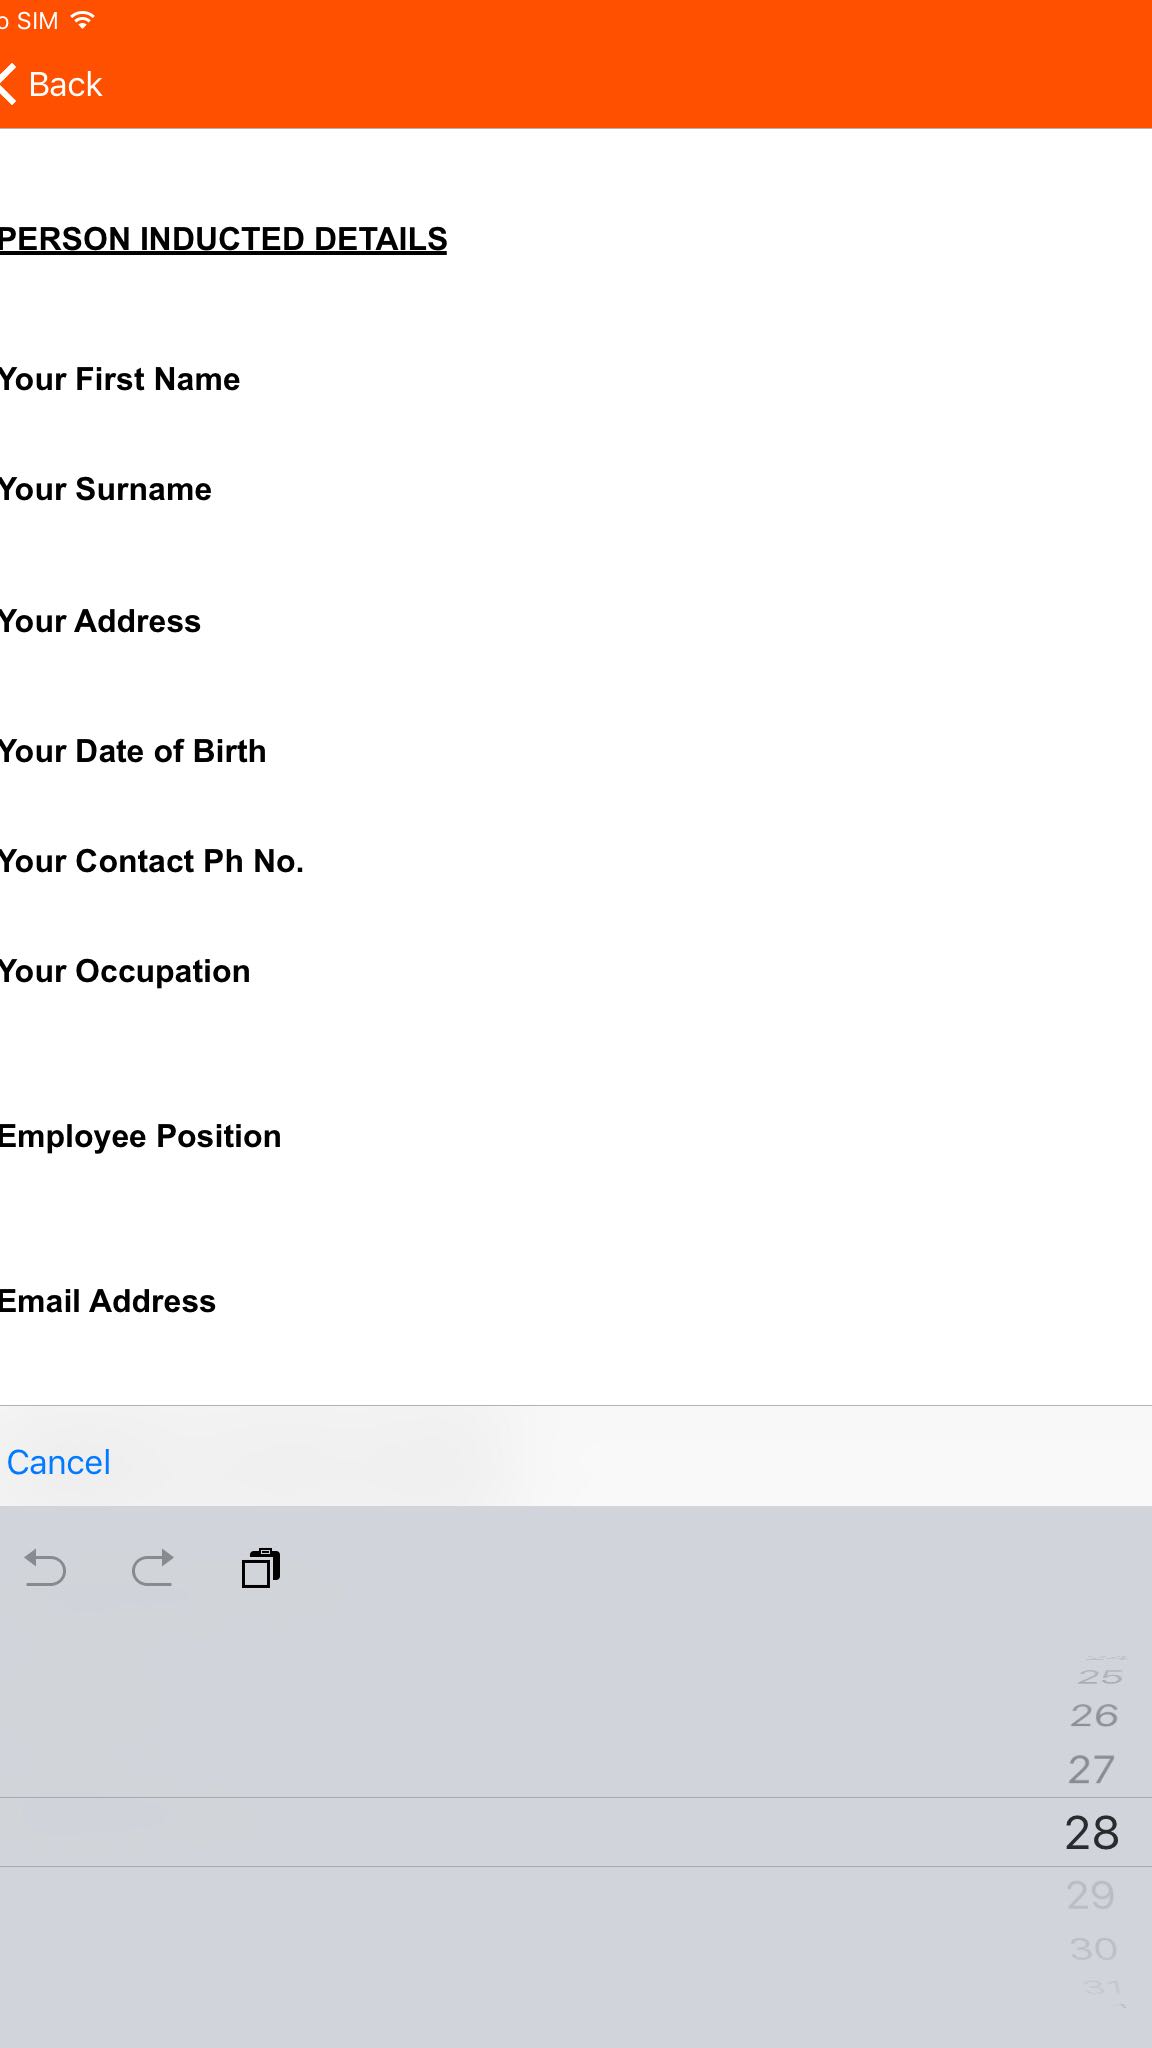 o SIM
Back
PERSON INDUCTED DETAILS
Your First Name
Your Surname
Your Address
Your Date of Birth
Your Contact Ph No.
Your Occupation
Employee Position
Email Address
Cancel
25
26
27
28
29
30
31